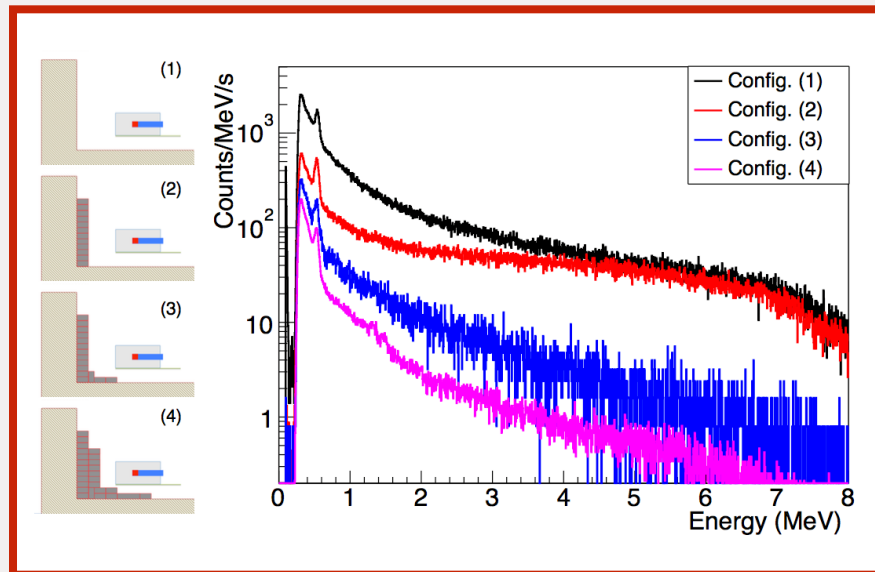 (1)
(2)
(3)
(4)
Counts/MeV/s
10³
10²
10
1
Config. (1)
Config. (2)
Config. (3)
Config. (4)
0 1 2 3 4 5 6 7 8
Energy (MeV)